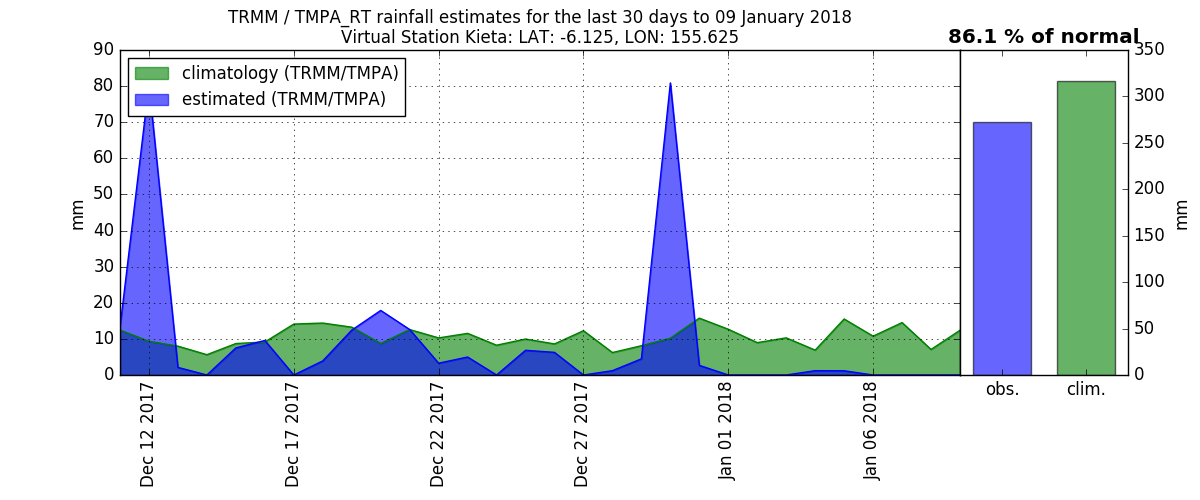 TRMM / TMPA_RT rainfall estimates for the last 30 days to 09 January 2018
Virtual Station Kieta: LAT: -6.125, LON: 155.625
86.1 % of normal
climatology (TRMM/TMPA)
estimated (TRMM/TMPA)
mm
90
80
70
60
50
40
30
20
10
0
Dec 12 2017
Dec 17 2017
Dec 22 2017
Dec 27 2017
Jan 01 2018
Jan 06 2018
obs.
clim.
350
300
250
200
150
100
50
0
mm